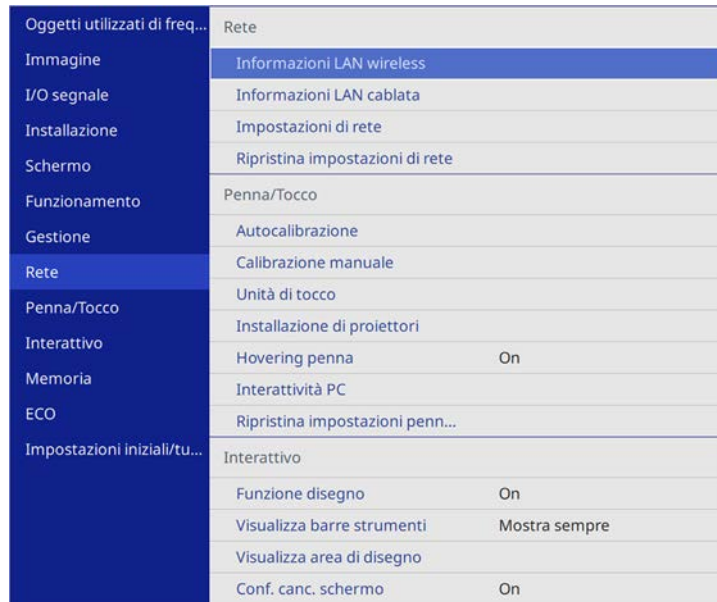 Oggetti utilizzati di freq...
Immagine
I/O segnale
Installazione
Schermo
Funzionamento
Gestione
Rete
Penna/Tocco
Interattivo
Memoria
ECO
Impostazioni iniziali/tu...
Rete
Informazioni LAN wireless
Informazioni LAN cablata
Impostazioni di rete
Ripristina impostazioni di rete
Penna/Tocco
Autocalibrazione
Calibrazione manuale
Unità di tocco
Installazione di proiettori
Hovering penna On
Interattività PC
Ripristina impostazioni penn...
Interattivo
Funzione disegno On
Visualizza barre strumenti Mostra sempre
Visualizza area di disegno
Conf. canc. schermo On